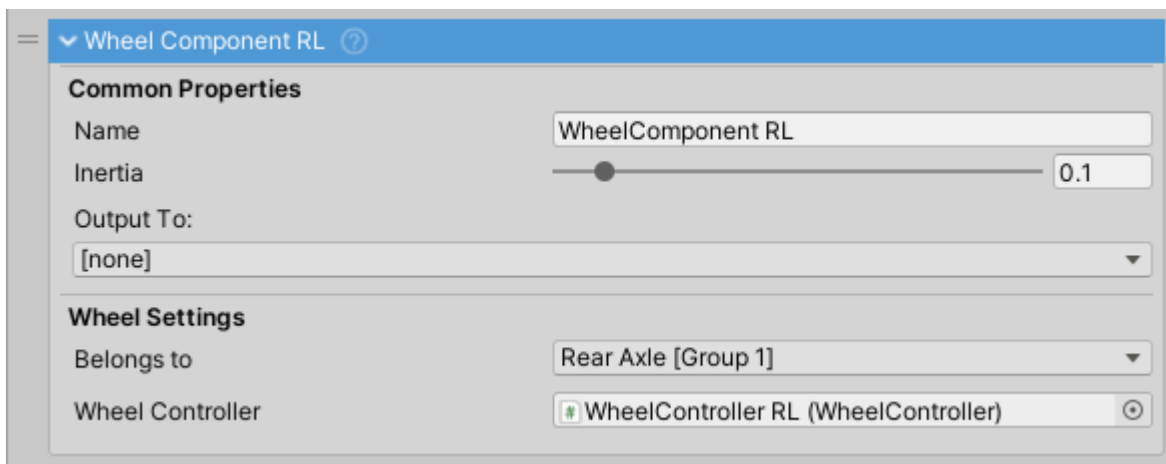 Wheel Component RL
Common Properties
Name WheelComponent RL
Inertia 0.1
Output To:
[none]
Wheel Settings
Belongs to Rear Axle [Group 1]
Wheel Controller # WheelController RL (WheelController)